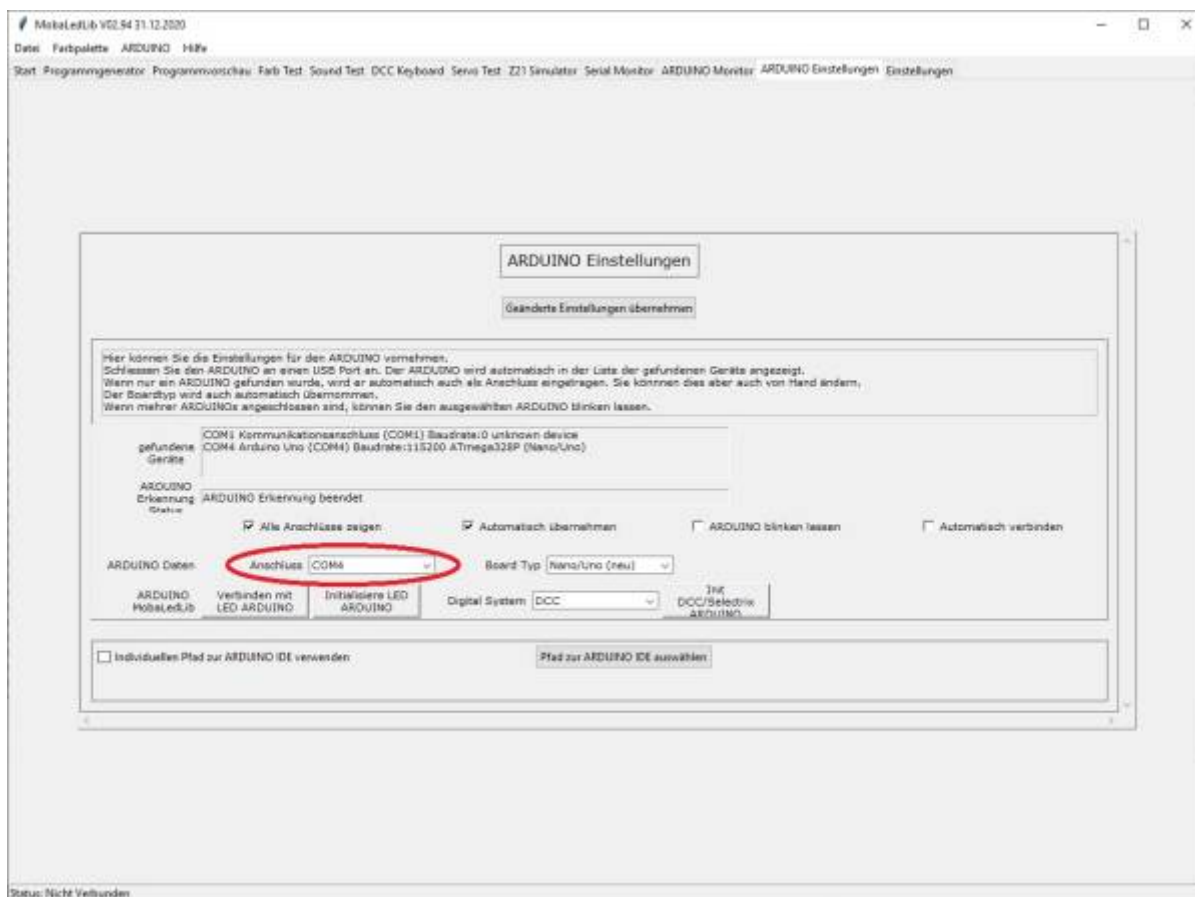 MobaLedLib V02.94 31.12.2020
Datei Farbpalette ARDUINO Hilfe
Start Programmgenerator Programmvorschau Farb Test Sound Test DCC Keyboard Servo Test Z21 Simulator Serial Monitor ARDUINO Monitor ARDUINO Einstellungen Einstellungen
ARDUINO Einstellungen
Geänderte Einstellungen übernehmen
Hier können Sie die Einstellungen für den ARDUINO vornehmen.
Schliessen Sie den ARDUINO an einen USB Port an. Der ARDUINO wird automatisch in der Liste der gefundenen Geräte angezeigt.
Wenn nur ein ARDUINO gefunden wurde, wird er automatisch auch als Anschluss eingetragen. Sie könnnen dies aber auch von Hand ändern.
Der Boardtyp wird auch automatisch übernommen.
Wenn mehrer ARDUINOs angeschlossen sind, können Sie den ausgewählten ARDUINO blinken lassen.
gefundene Geräte
COM1 Kommunikationsanschluss (COM1) Baudrate:0 unknown device
COM4 Arduino Uno (COM4) Baudrate:115200 ATmega328P (Nano/Uno)
ARDUINO
Erkennung
Status
ARDUINO Erkennung beendet
Alle Anschlüsse zeigen Automatisch übernehmen ARDUINO blinken lassen Automatisch verbinden
ARDUINO Daten Anschluss COM4 Board Typ Nano/Uno (neu)
ARDUINO
MobaLedLib
Verbinden mit
LED ARDUINO
Initialisiere LED
ARDUINO
Digital System DCC
Init
DCC/Selectrix
ARDUINO
Individuellen Pfad zur ARDUINO IDE verwenden Pfad zur ARDUINO IDE auswählen
Status: Nicht Verbunden